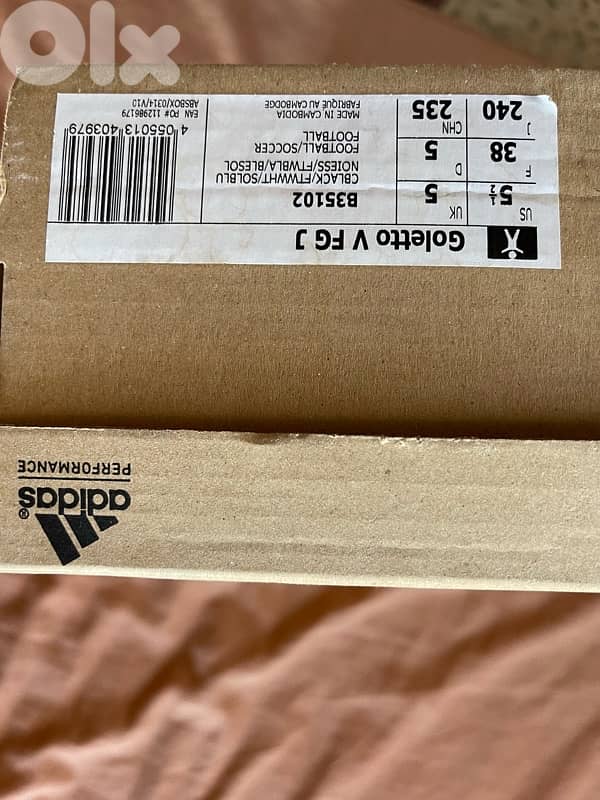 Olx
Goletto V FG J
US
5 1/2
UK
5
F
38
D
5
J
240
CHN
235
B35102
CBLACK/FTWWHT/SOLBLU
NOIESS/FTWBLA/BLESOL
FOOTBALL/SOCCER
FOOTBALL
MADE IN CAMBODIA
FABRIQUE AU CAMBODGE
4 055013 403979
EAN PO# 112986179
ABSBOX/0314/V10
adidas®
PERFORMANCE